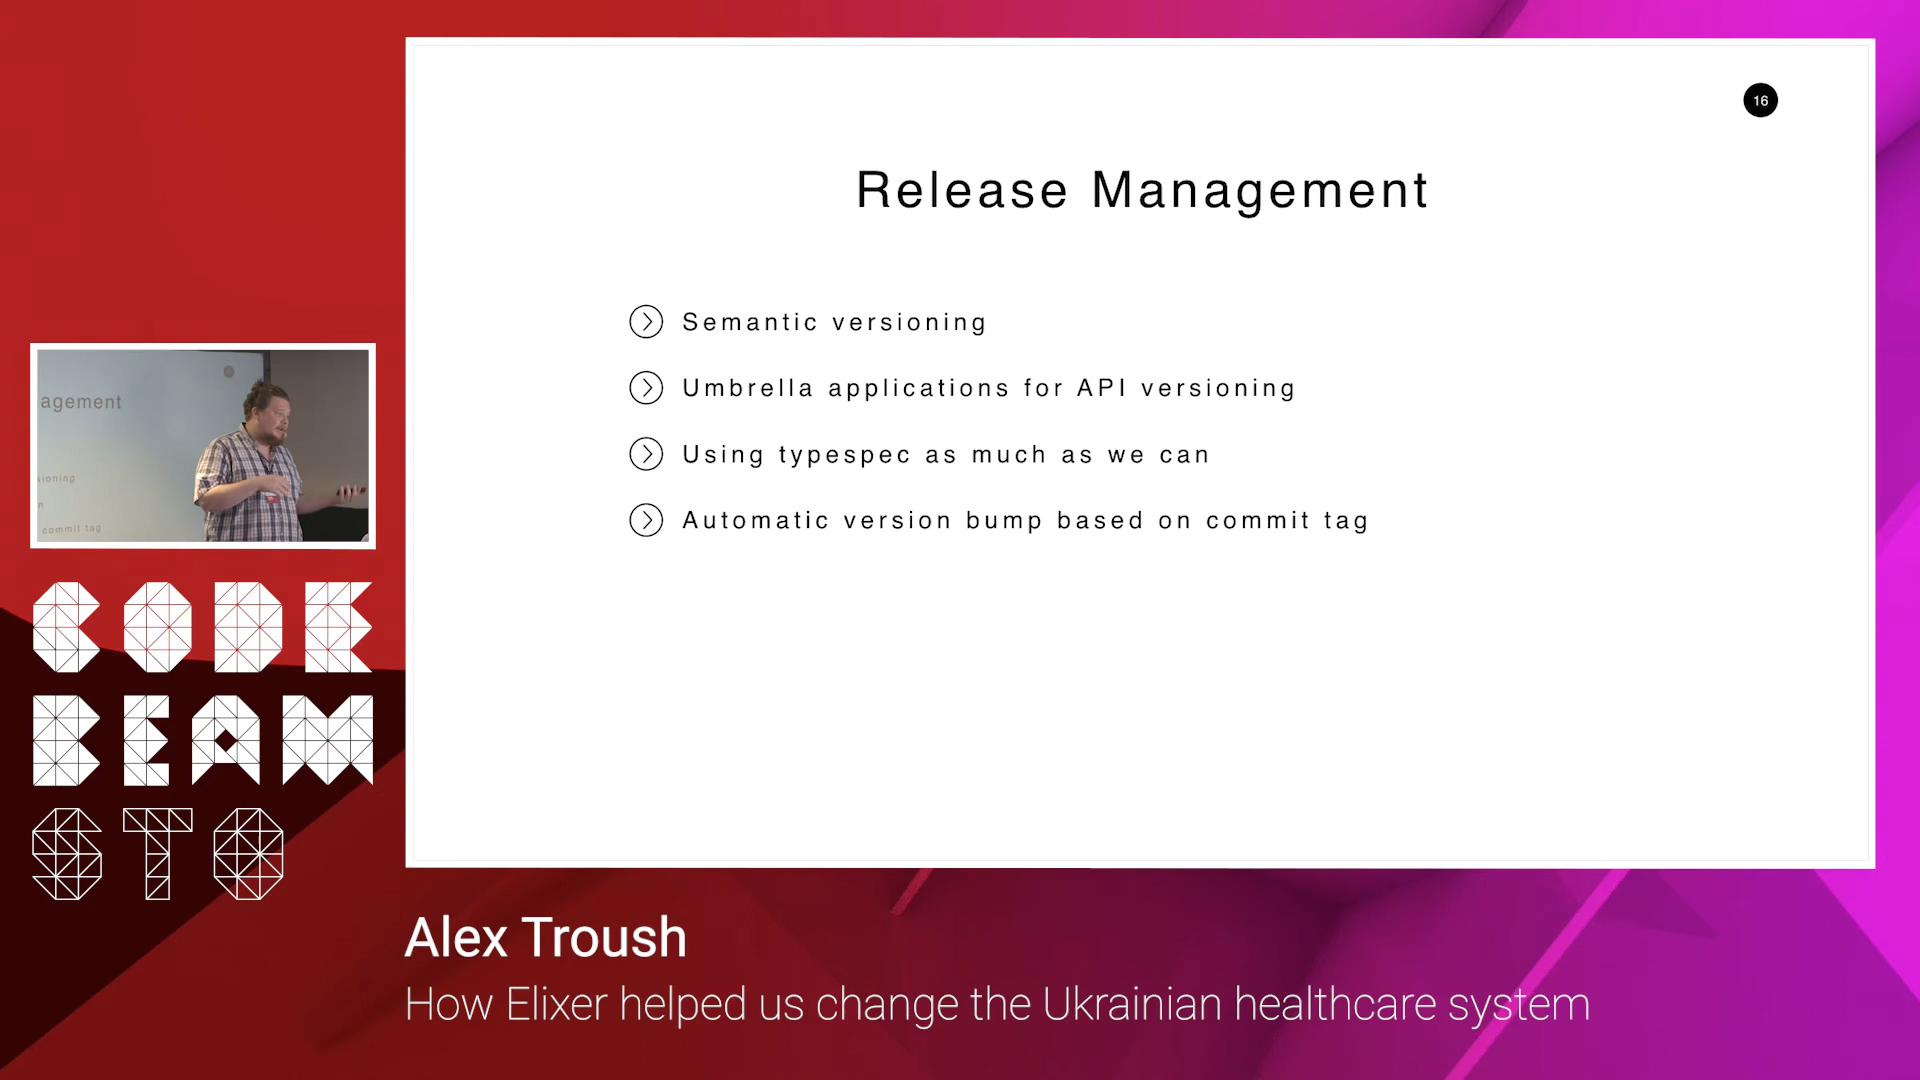 16
Release Management
Semantic versioning
Umbrella applications for API versioning
Using typespec as much as we can
Automatic version bump based on commit tag
agement
sioning
n
commit tag
CODE
BEAM
STO
Alex Troush
How Elixer helped us change the Ukrainian healthcare system